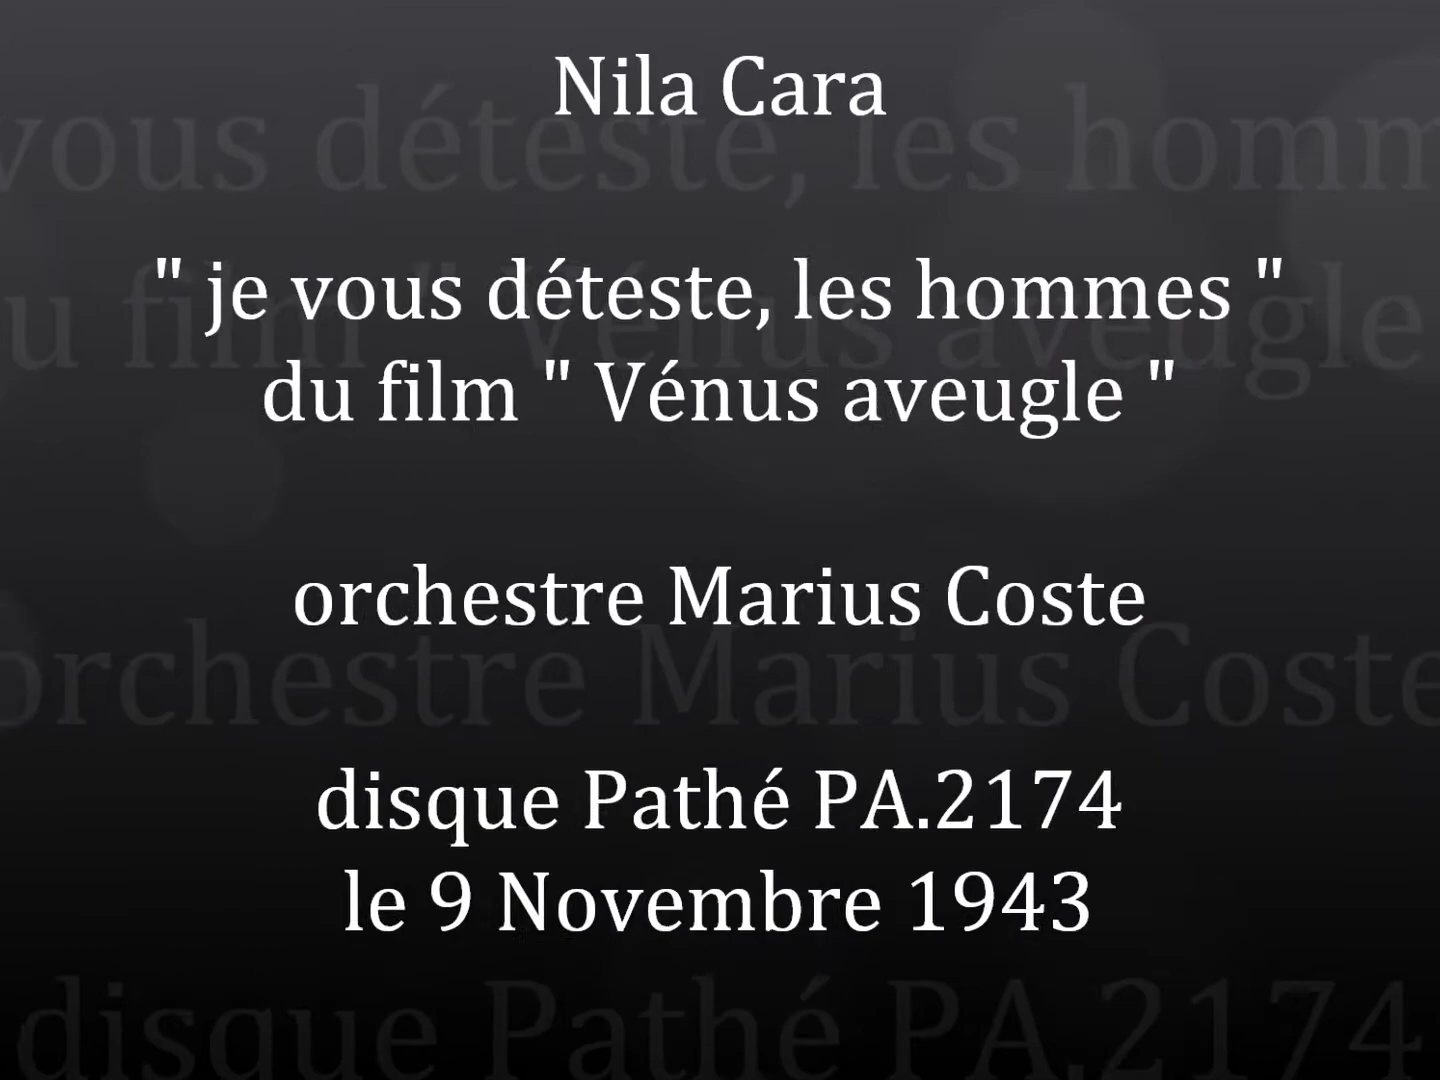 Nila Cara
" je vous déteste, les hommes "
du film " Vénus aveugle "
orchestre Marius Coste
disque Pathé PA.2174
le 9 Novembre 1943